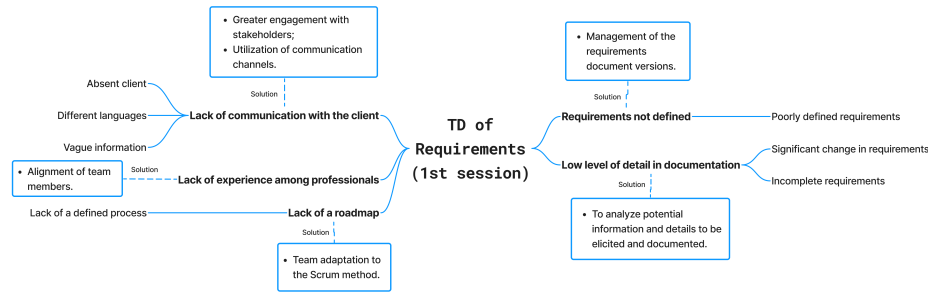 • Greater engagement with
stakeholders;
• Utilization of communication
channels.
Solution
Absent client
Different languages
Vague information
Lack of communication with the client
• Alignment of team
members.
Solution
Lack of experience among professionals
Lack of a defined process
Lack of a roadmap
Solution
• Team adaptation to
the Scrum method.
TD of
Requirements
(1st session)
• Management of the
requirements
document versions.
Solution
Requirements not defined
Poorly defined requirements
Low level of detail in documentation
Significant change in requirements
Incomplete requirements
Solution
• To analyze potential
information and details to be
elicited and documented.